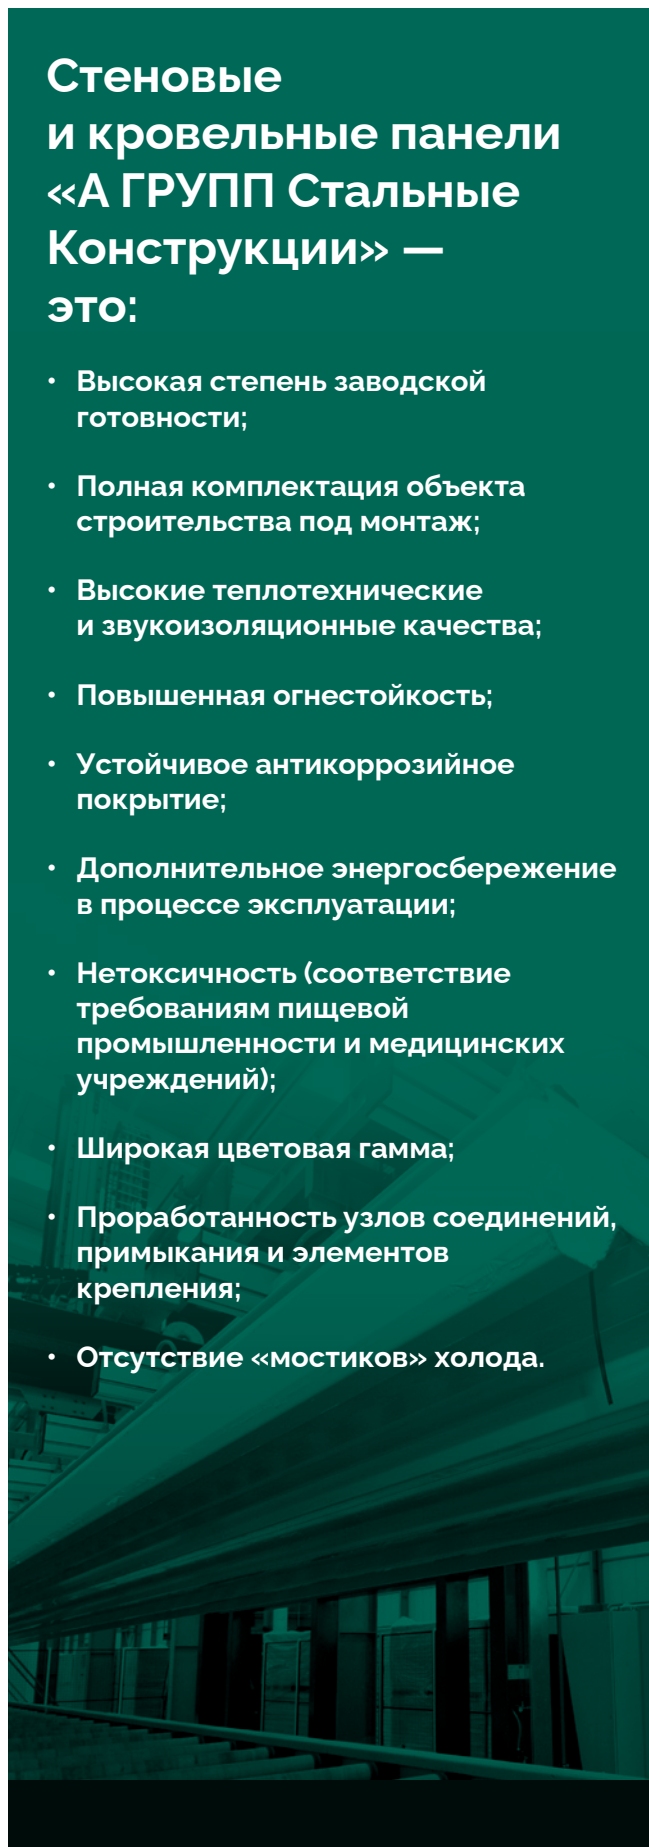 Стеновые
и кровельные панели
«А ГРУПП Стальные
Конструкции» —
это:
• Высокая степень заводской
готовности;
• Полная комплектация объекта
строительства под монтаж;
• Высокие теплотехнические
и звукоизоляционные качества;
• Повышенная огнестойкость;
• Устойчивое антикоррозийное
покрытие;
• Дополнительное энергосбережение
в процессе эксплуатации;
• Нетоксичность (соответствие
требованиям пищевой
промышленности и медицинских
учреждений);
• Широкая цветовая гамма;
• Проработанность узлов соединений,
примыкания и элементов
крепления;
• Отсутствие «мостиков» холода.